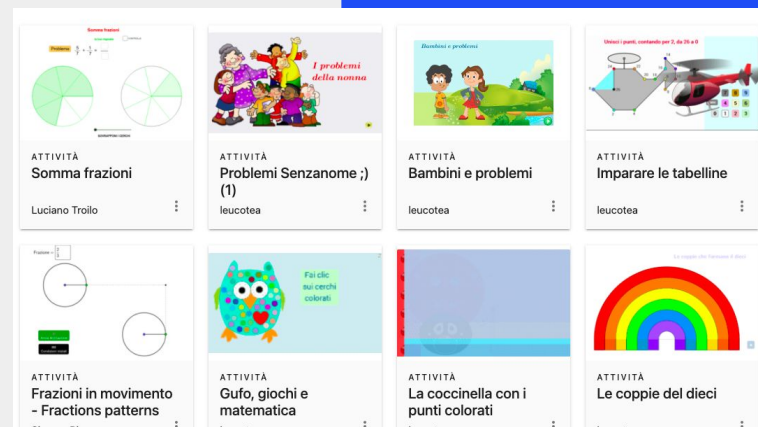 Somma frazioni
Problema
I problemi
della nonna
Bambini e problemi
Unisci i punti, contando per 2, da 26 a 0
ATTIVITÀ
Somma frazioni
Luciano Troilo
ATTIVITÀ
Problemi Senzanome ;)
(1)
leucotea
ATTIVITÀ
Bambini e problemi
leucotea
ATTIVITÀ
Imparare le tabelline
leucotea
Frazione =
Fai clic
sui cerchi
colorati
Le coppie che formano il dieci
ATTIVITÀ
Frazioni in movimento
- Fractions patterns
ATTIVITÀ
Gufo, giochi e
matematica
ATTIVITÀ
La coccinella con i
punti colorati
ATTIVITÀ
Le coppie del dieci